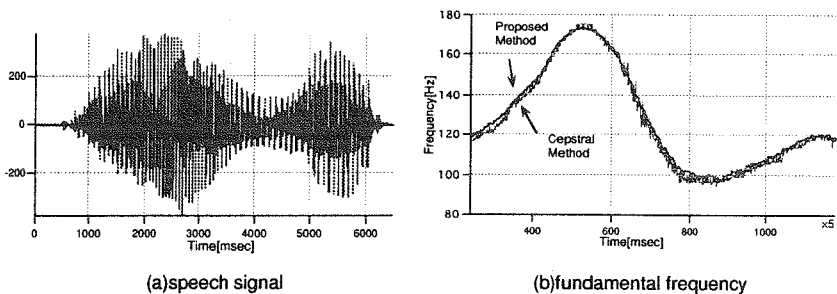 200
0
-200
0
1000
2000
3000
4000
5000
6000
Time[msec]
(a)speech signal
180
160
140
120
100
80
Frequency[Hz]
Proposed
Method
Cepstral
Method
400
600
800
1000
x5
Time[msec]
(b)fundamental frequency